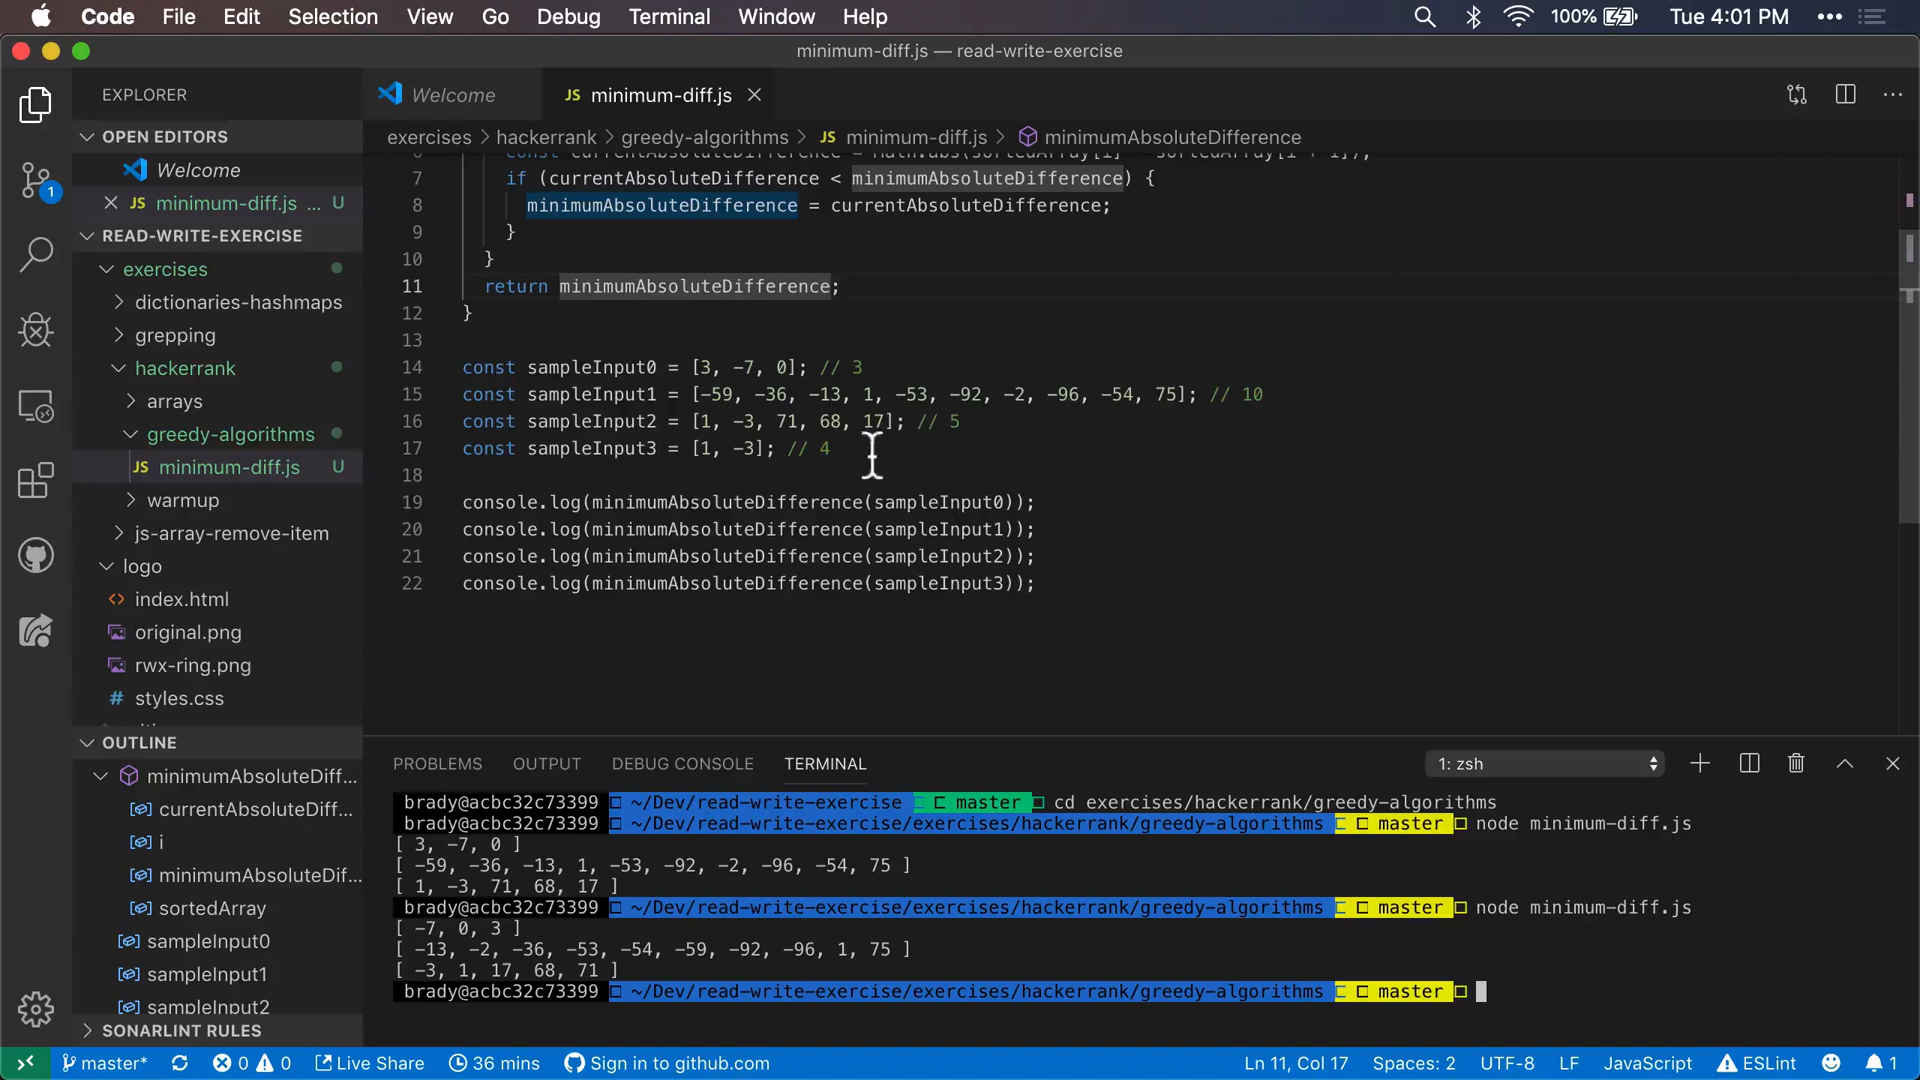 Code File Edit Selection View Go Debug Terminal Window Help 100% Tue 4:01 PM
minimum-diff.js — read-write-exercise
EXPLORER
OPEN EDITORS
Welcome
minimum-diff.js ... U
READ-WRITE-EXERCISE
exercises
dictionaries-hashmaps
grepping
hackerrank
arrays
greedy-algorithms
JS minimum-diff.js U
warmup
js-array-remove-item
logo
index.html
original.png
rwx-ring.png
styles.css
OUTLINE
minimumAbsoluteDiff...
currentAbsoluteDiff...
i
minimumAbsoluteDif...
sortedArray
sampleInput0
sampleInput1
sampleInput2
SONARLINT RULES
1
Welcome JS minimum-diff.js
exercises > hackerrank > greedy-algorithms > JS minimum-diff.js > minimumAbsoluteDifference
6 const currentAbsoluteDifference = Math.abs(sortedArray[i] - sortedArray[i + 1]);
7 if (currentAbsoluteDifference < minimumAbsoluteDifference) {
8 minimumAbsoluteDifference = currentAbsoluteDifference;
9 }
10 }
11 return minimumAbsoluteDifference;
12 }
13
14 const sampleInput0 = [3, -7, 0]; // 3
15 const sampleInput1 = [-59, -36, -13, 1, -53, -92, -2, -96, -54, 75]; // 10
16 const sampleInput2 = [1, -3, 71, 68, 17]; // 5
17 const sampleInput3 = [1, -3]; // 4
18
19 console.log(minimumAbsoluteDifference(sampleInput0));
20 console.log(minimumAbsoluteDifference(sampleInput1));
21 console.log(minimumAbsoluteDifference(sampleInput2));
22 console.log(minimumAbsoluteDifference(sampleInput3));
PROBLEMS OUTPUT DEBUG CONSOLE TERMINAL 1: zsh
brady@acbc32c73399 ~/Dev/read-write-exercise master cd exercises/hackerrank/greedy-algorithms
brady@acbc32c73399 ~/Dev/read-write-exercise/exercises/hackerrank/greedy-algorithms master node minimum-diff.js
[ 3, -7, 0 ]
[ -59, -36, -13, 1, -53, -92, -2, -96, -54, 75 ]
[ 1, -3, 71, 68, 17 ]
brady@acbc32c73399 ~/Dev/read-write-exercise/exercises/hackerrank/greedy-algorithms master node minimum-diff.js
[ -7, 0, 3 ]
[ -13, -2, -36, -53, -54, -59, -92, -96, 1, 75 ]
[ -3, 1, 17, 68, 71 ]
brady@acbc32c73399 ~/Dev/read-write-exercise/exercises/hackerrank/greedy-algorithms master
master* 0 0 Live Share 36 mins Sign in to github.com Ln 11, Col 17 Spaces: 2 UTF-8 LF JavaScript ESLint 1